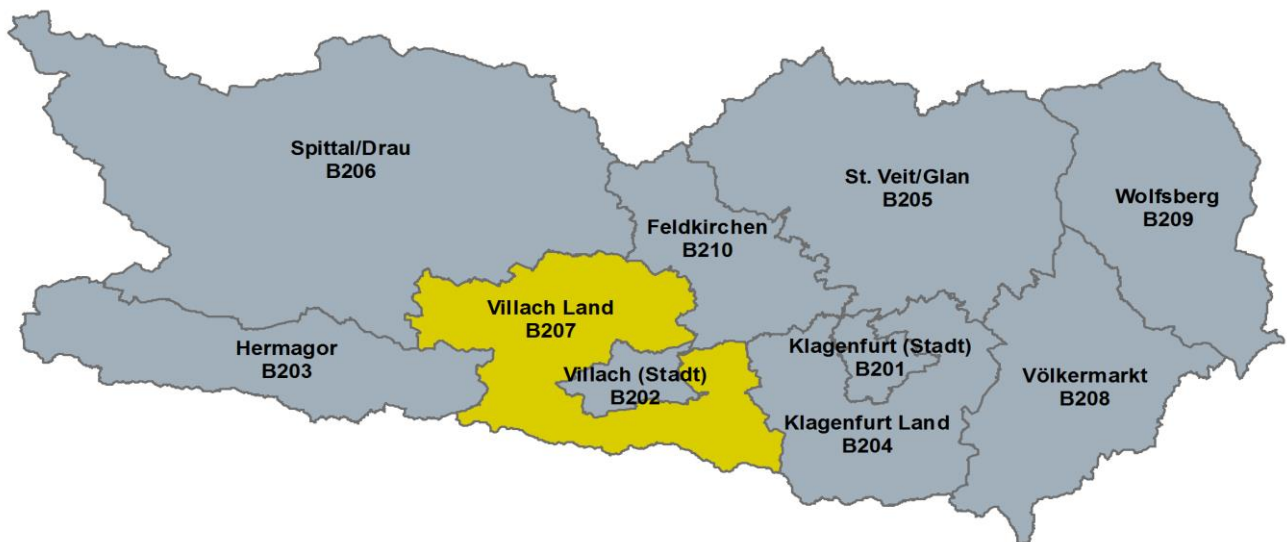 Spittal/Drau
B206
St. Veit/Glan
B205
Wolfsberg
B209
Feldkirchen
B210
Villach Land
B207
Hermagor
B203
Villach (Stadt)
B202
Klagenfurt (Stadt)
B201
Völkermarkt
B208
Klagenfurt Land
B204